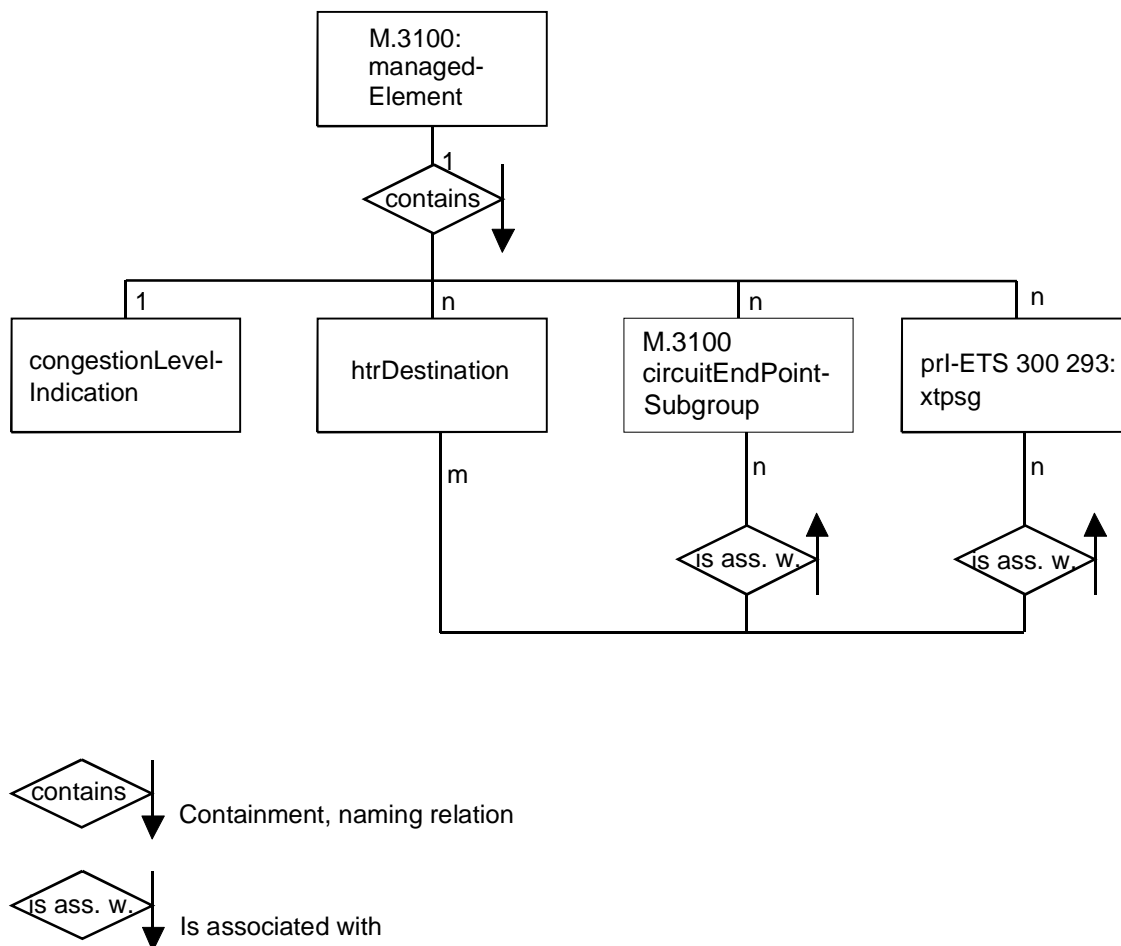 M.3100:
managed-
Element
1
contains
1
n
n
n
congestionLevel-
Indication
htrDestination
M.3100
circuitEndPoint-
Subgroup
prI-ETS 300 293:
xtpsg
m
n
n
is ass. w.
is ass. w.
contains
Containment, naming relation
is ass. w.
Is associated with